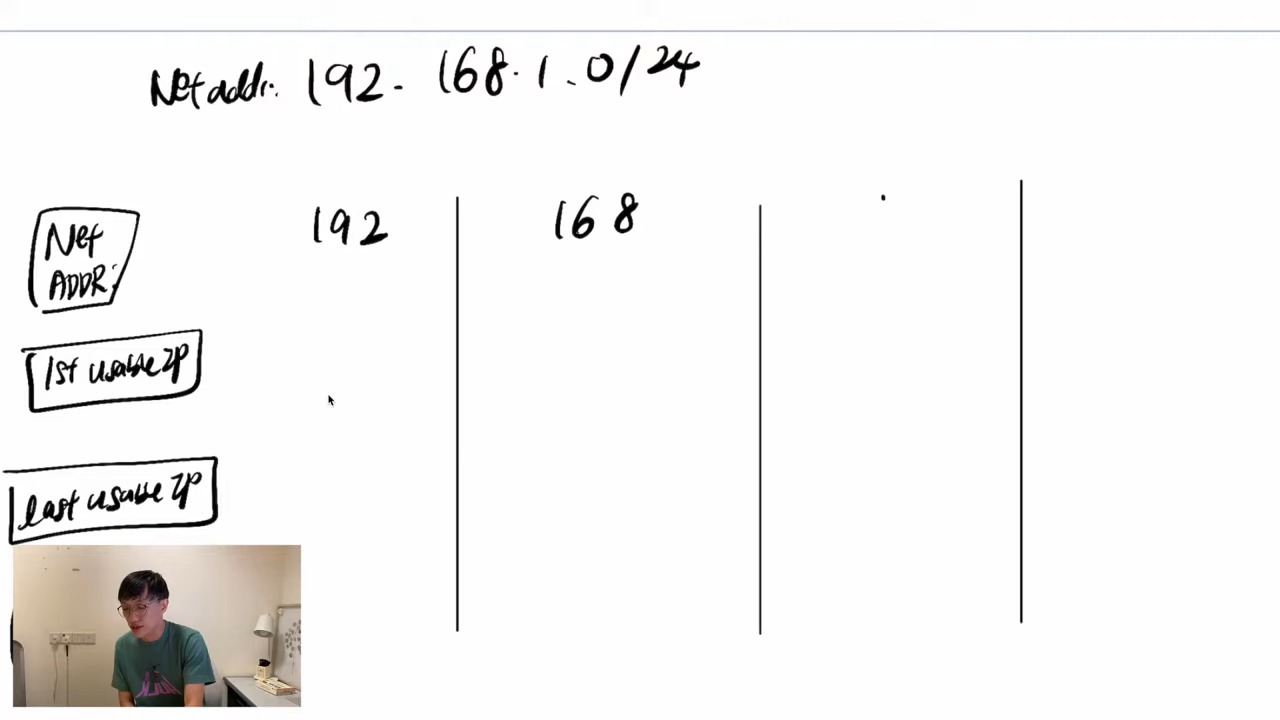 Net addr: 192. 168.1.0/24
192 168
Net
ADDR:
1st usable IP
last usable IP